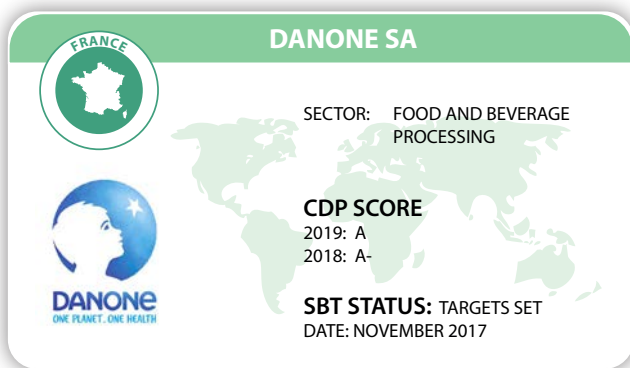 DANONE SA
FRANCE
SECTOR: FOOD AND BEVERAGE
PROCESSING
CDP SCORE
2019: A
2018: A-
DANONE
ONE PLANET. ONE HEALTH
SBT STATUS: TARGETS SET
DATE: NOVEMBER 2017